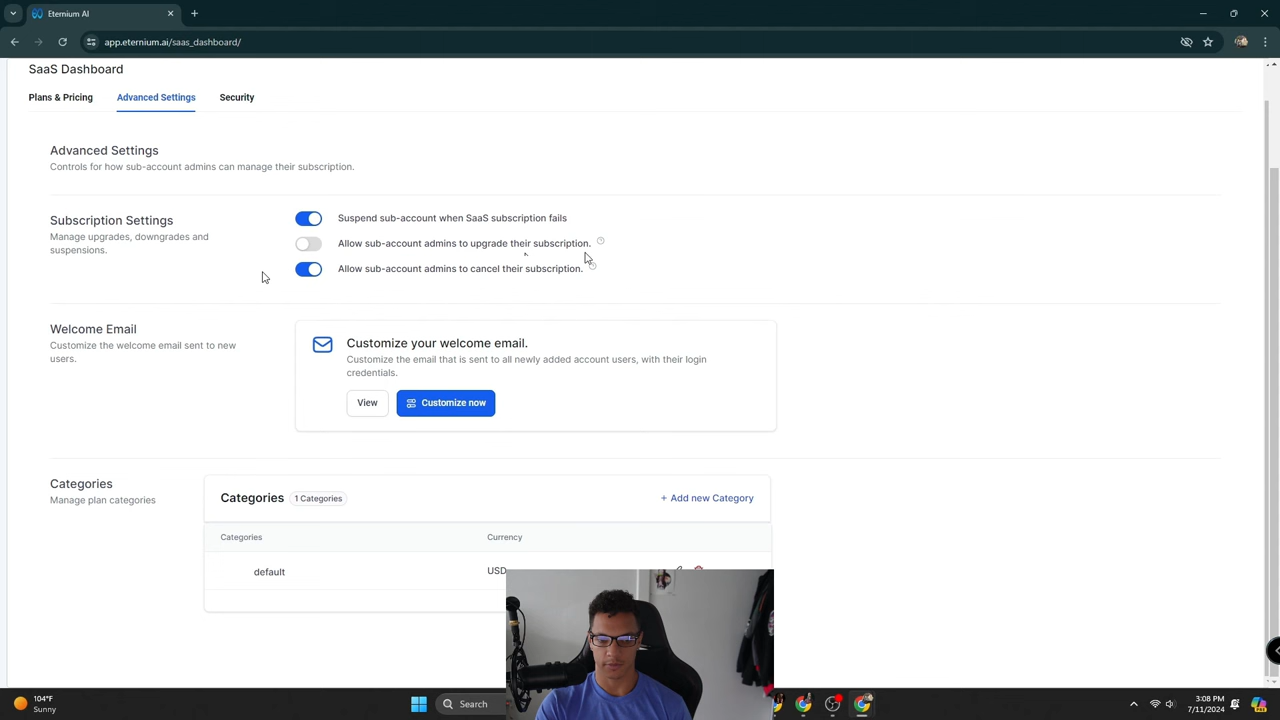 Eternium AI
app.eternium.ai/saas_dashboard/
SaaS Dashboard
Plans & Pricing
Advanced Settings
Security
Advanced Settings
Controls for how sub-account admins can manage their subscription.
Subscription Settings
Manage upgrades, downgrades and
suspensions.
Suspend sub-account when SaaS subscription fails
Allow sub-account admins to upgrade their subscription.
Allow sub-account admins to cancel their subscription.
Welcome Email
Customize the welcome email sent to new
users.
Customize your welcome email.
Customize the email that is sent to all newly added account users, with their login
credentials.
View
Customize now
Categories
Manage plan categories
Categories
1 Categories
+ Add new Category
Categories
Currency
default
USD
104°F
Sunny
Search
3:08 PM
7/11/2024